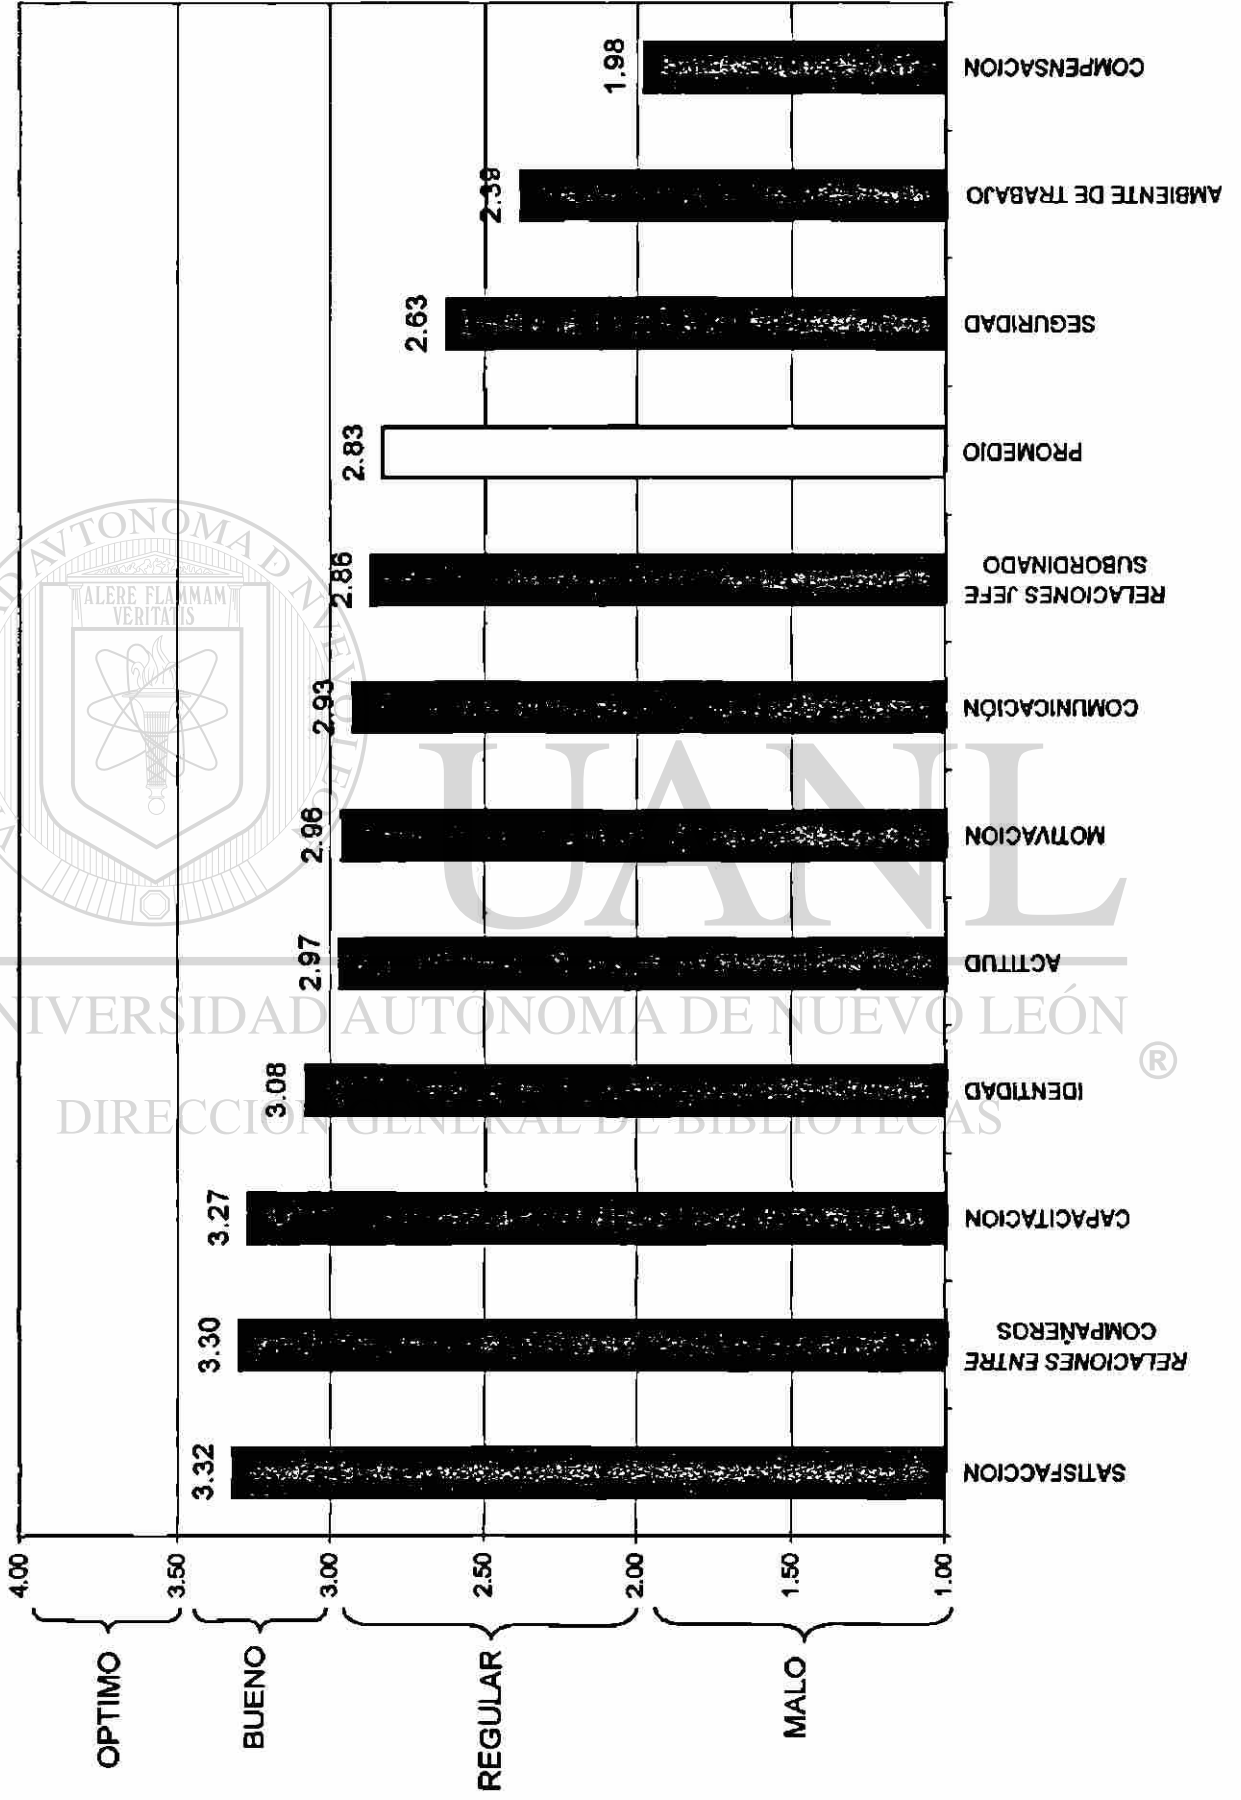 4.00
3.50
3.00
2.50
2.00
1.50
1.00
OPTIMO
BUENO
REGULAR
MALO
3.32
3.30
3.27
3.08
2.97
2.96
2.93
2.86
2.83
2.63
2.39
1.98
SATISFACCION
RELACIONES ENTRE
COMPAÑEROS
CAPACITACION
IDENTIDAD
ACTITUD
MOTIVACION
COMUNICACIÓN
RELACIONES JEFE
SUBORDINADO
PROMEDIO
SEGURIDAD
AMBIENTE DE TRABAJO
COMPENSACION
ALERE FLAMMAM
VERITATIS
UANL
NIVERSIDAD AUTÓNOMA DE NUEVO LEÓN
®
DIRECCIÓN GENERAL DE BIBLIOTECAS